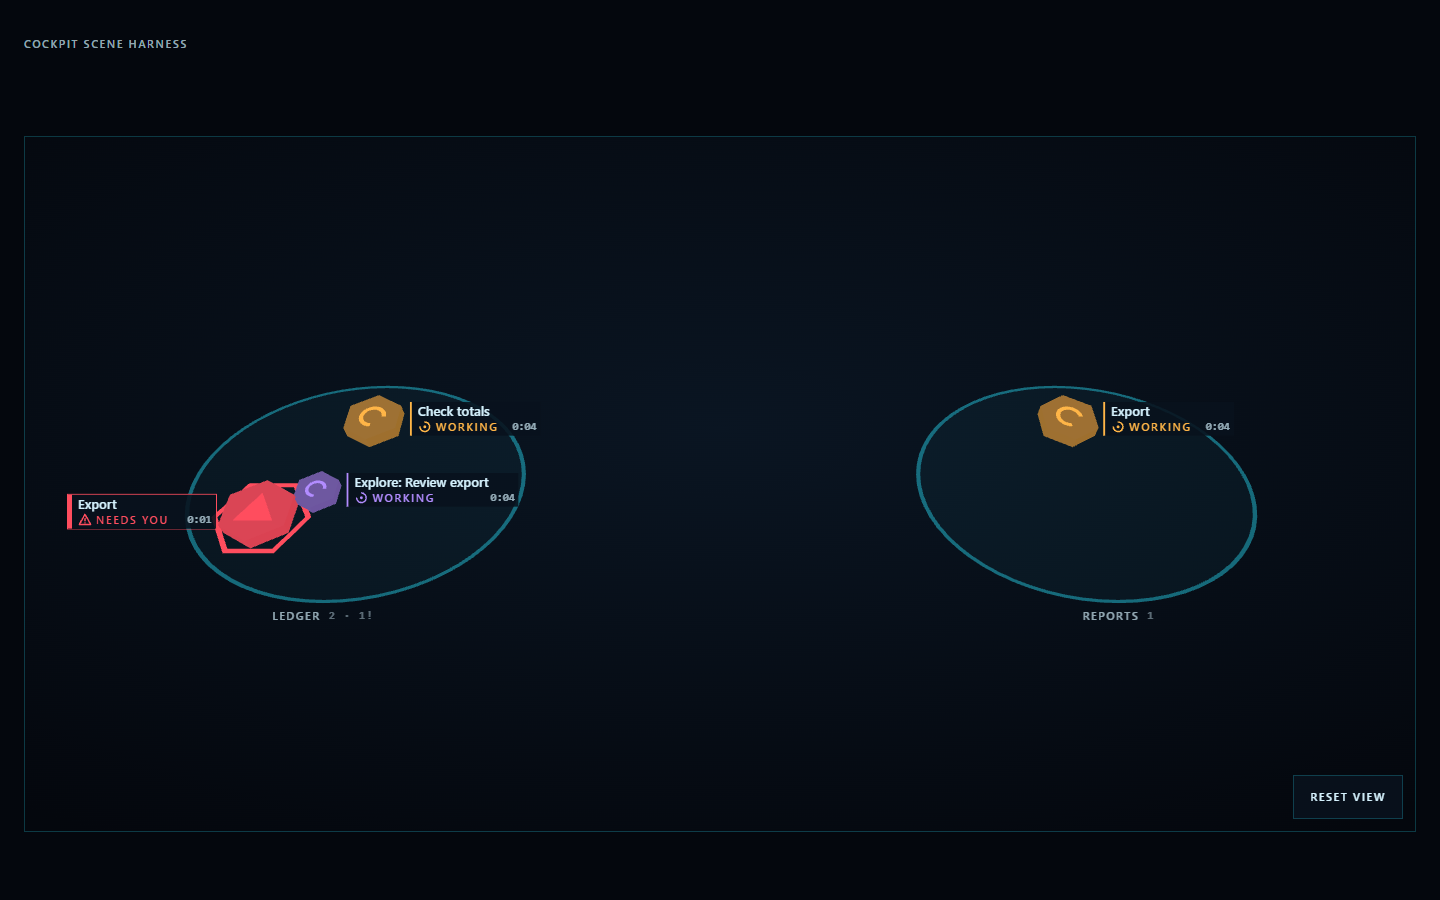 COCKPIT SCENE HARNESS
Check totals
WORKING 0:04
Explore: Review export
WORKING 0:04
Export
NEEDS YOU 0:01
LEDGER 2 - 1!
Export
WORKING 0:04
REPORTS 1
RESET VIEW